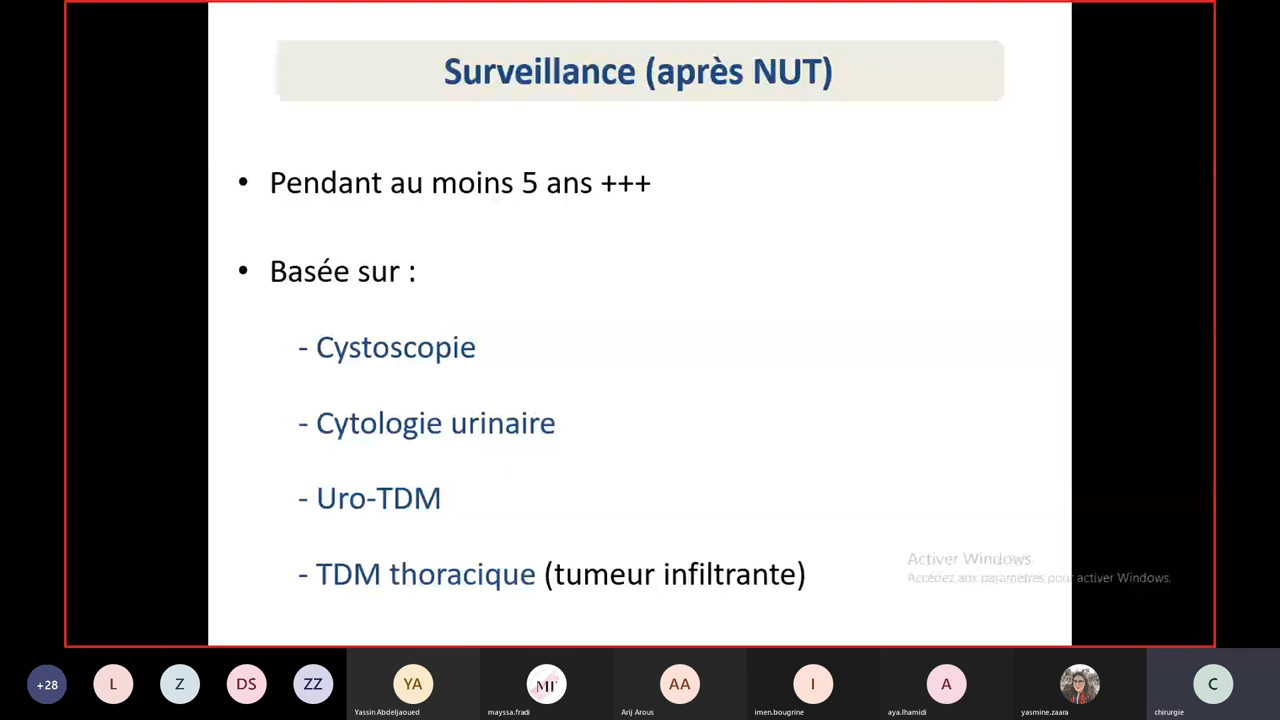 Surveillance (après NUT)
• Pendant au moins 5 ans +++
• Basée sur :
- Cystoscopie
- Cytologie urinaire
- Uro-TDM
- TDM thoracique (tumeur infiltrante)
Activer Windows
Accédez aux paramètres pour activer Windows.
+28
L
Z
DS
ZZ
YA
MF
AA
I
A
C
Yassin Abdeljaoued
mayssa.fradi
Arij Arous
imen.bougrine
aya.lhamidi
yasmine.zaara
chirurgie